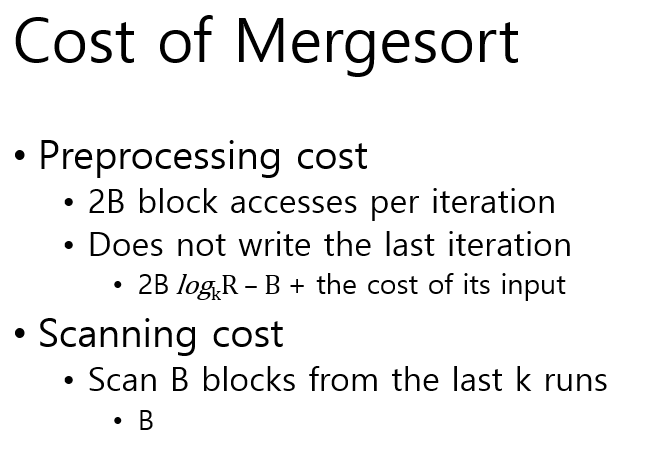 Cost of Mergesort
• Preprocessing cost
• 2B block accesses per iteration
• Does not write the last iteration
• 2B logₖR – B + the cost of its input
• Scanning cost
• Scan B blocks from the last k runs
• B